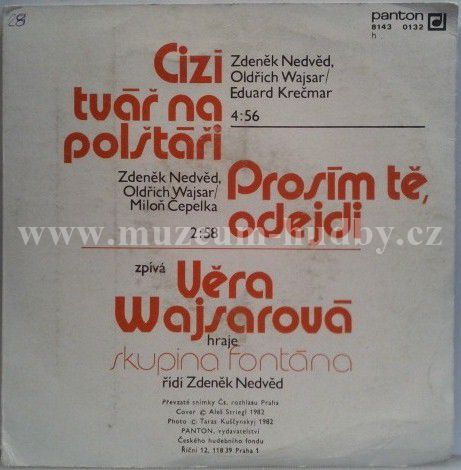 68
panton
8143 0132
h
Cizí
tvář na
polštáři
Zdeněk Nedvěd,
Oldřich Wajsar/
Eduard Krečmar
4:56
Zdeněk Nedvěd,
Oldřich Wajsar/
Miloň Čepelka
2:58
Prosím tě,
odejdi
www.muzeum-hudby.cz
zpívá
Věra
Wajsarová
hraje
skupina fontána
řídí Zdeněk Nedvěd
Převzaté snímky Čs. rozhlasu Praha
Cover © Aleš Striegl 1982
Photo © Taras Kuščynskyj 1982
PANTON, vydavatelství
Českého hudebního fondu
Říční 12, 118 39 Praha 1